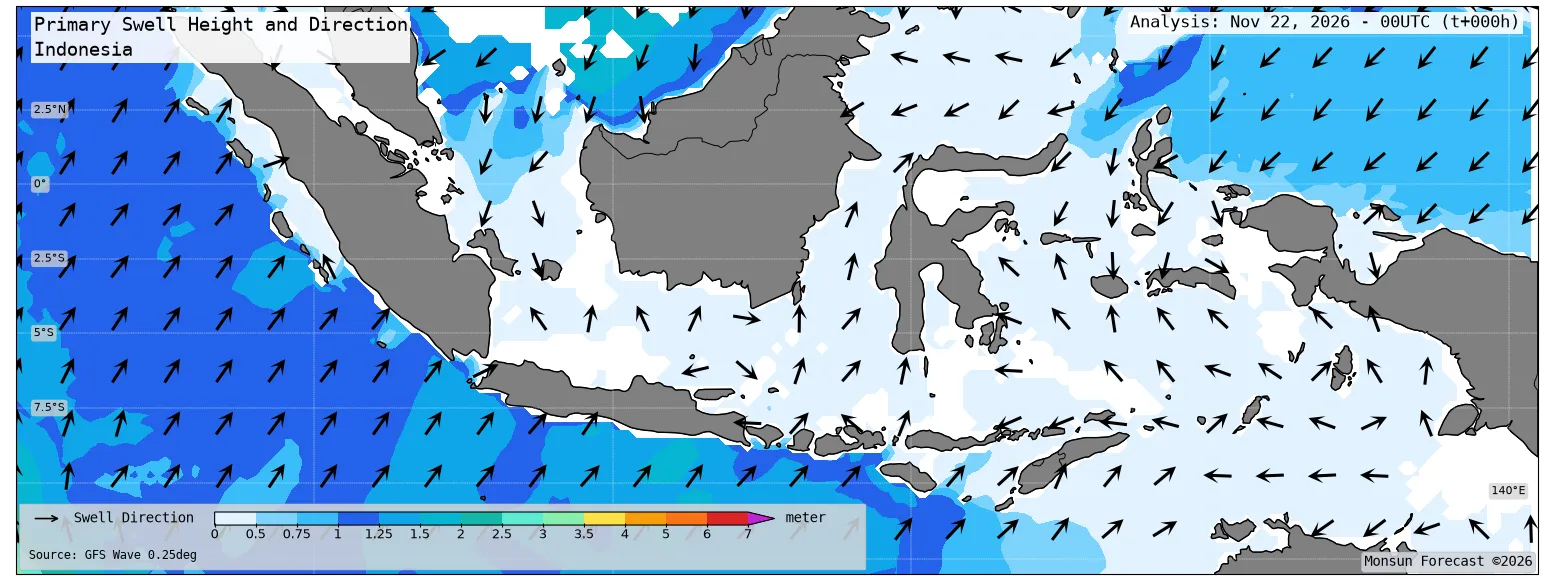 Primary Swell Height and Direction
Indonesia
Analysis: Nov 22, 2026 - 00UTC (t+000h)
2.5°N
0°
2.5°S
5°S
7.5°S
140°E
Swell Direction
0 0.5 0.75 1 1.25 1.5 2 2.5 3 3.5 4 5 6 7
meter
Source: GFS Wave 0.25deg
Monsun Forecast ©2026